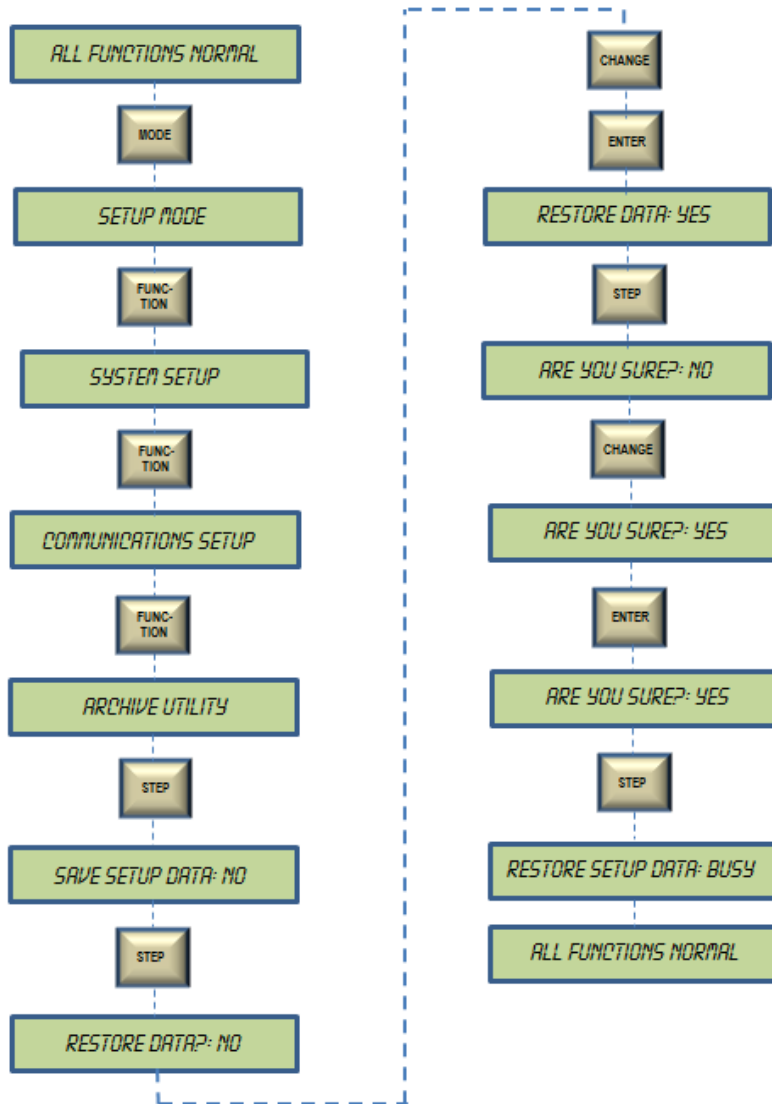 ALL FUNCTIONS NORMAL
MODE
SETUP MODE
FUNC-
TION
SYSTEM SETUP
FUNC-
TION
COMMUNICATIONS SETUP
FUNC-
TION
ARCHIVE UTILITY
STEP
SAVE SETUP DATA: NO
STEP
RESTORE DATA?: NO
CHANGE
ENTER
RESTORE DATA: YES
STEP
ARE YOU SURE?: NO
CHANGE
ARE YOU SURE?: YES
ENTER
ARE YOU SURE?: YES
STEP
RESTORE SETUP DATA: BUSY
ALL FUNCTIONS NORMAL